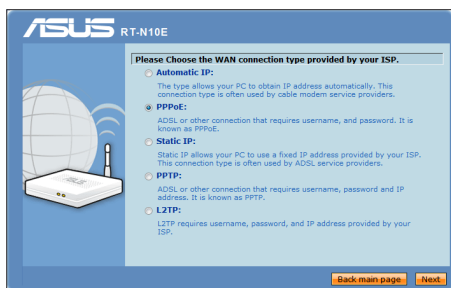 ASUS RT-N10E
Please Choose the WAN connection type provided by your ISP.
Automatic IP:
The type allows your PC to obtain IP address automatically. This
connection type is often used by cable modem service providers.
PPPoE:
ADSL or other connection that requires username, and password. It is
known as PPPoE.
Static IP:
Static IP allows your PC to use a fixed IP address provided by your ISP.
This connection type is often used by ADSL service providers.
PPTP:
ADSL or other connection that requires username, password and IP
address. It is known as PPTP.
L2TP:
L2TP requires username, password, and IP address provided by your
ISP.
Back main page Next